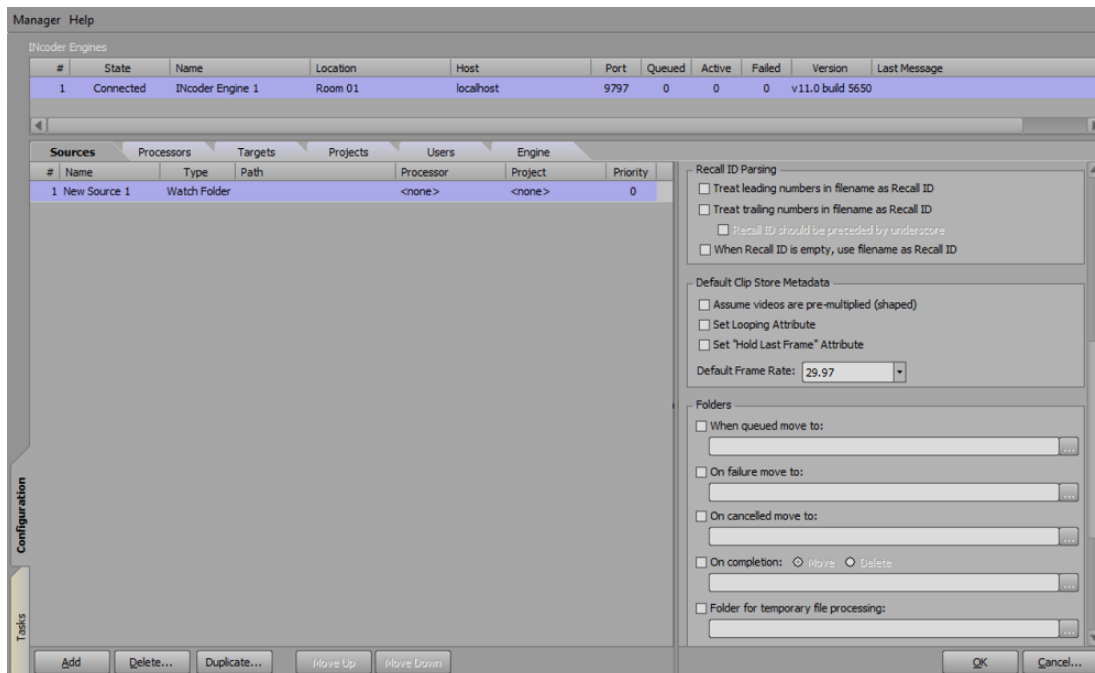 Manager Help
INcoder Engines
# State Name Location Host Port Queued Active Failed Version Last Message
1 Connected INcoder Engine 1 Room 01 localhost 9797 0 0 0 v11.0 build 5650
Sources Processors Targets Projects Users Engine
# Name Type Path Processor Project Priority
1 New Source 1 Watch Folder <none> <none> 0
Recall ID Parsing
Treat leading numbers in filename as Recall ID
Treat trailing numbers in filename as Recall ID
Recall ID should be preceded by underscore
When Recall ID is empty, use filename as Recall ID
Default Clip Store Metadata
Assume videos are pre-multiplied (shaped)
Set Looping Attribute
Set "Hold Last Frame" Attribute
Default Frame Rate: 29.97
Folders
When queued move to:
...
On failure move to:
...
On cancelled move to:
...
On completion: Move Delete
...
Folder for temporary file processing:
...
Configuration
Tasks
Add Delete... Duplicate... Move Up Move Down
OK Cancel...